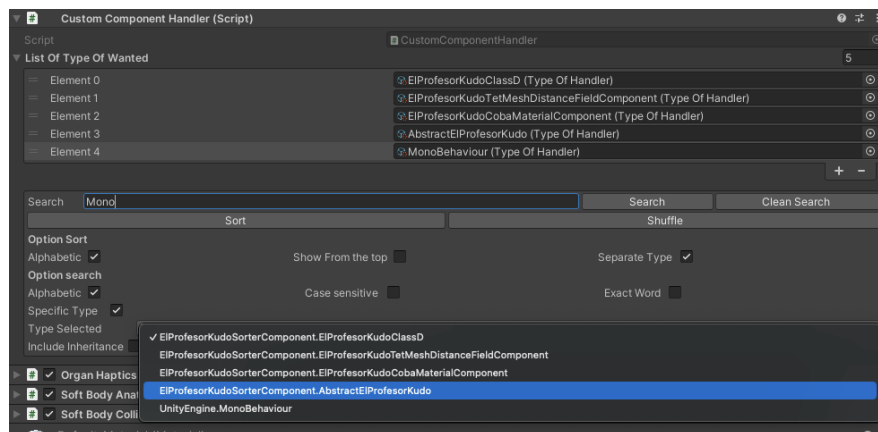 Custom Component Handler (Script)
Script CustomComponentHandler
List Of Type Of Wanted 5
Element 0 ElProfesorKudoClassD (Type Of Handler)
Element 1 ElProfesorKudoTetMeshDistanceFieldComponent (Type Of Handler)
Element 2 ElProfesorKudoCobaMaterialComponent (Type Of Handler)
Element 3 AbstractElProfesorKudo (Type Of Handler)
Element 4 MonoBehaviour (Type Of Handler)
+ −
Search Mono Search Clean Search
Sort Shuffle
Option Sort
Alphabetic Show From the top Separate Type
Option search
Alphabetic Case sensitive Exact Word
Specific Type
Type Selected
✓ ElProfesorKudoSorterComponent.ElProfesorKudoClassD
Include Inheritance
ElProfesorKudoSorterComponent.ElProfesorKudoTetMeshDistanceFieldComponent
ElProfesorKudoSorterComponent.ElProfesorKudoCobaMaterialComponent
Organ Haptics
ElProfesorKudoSorterComponent.AbstractElProfesorKudo
Soft Body Anat
UnityEngine.MonoBehaviour
Soft Body Colli